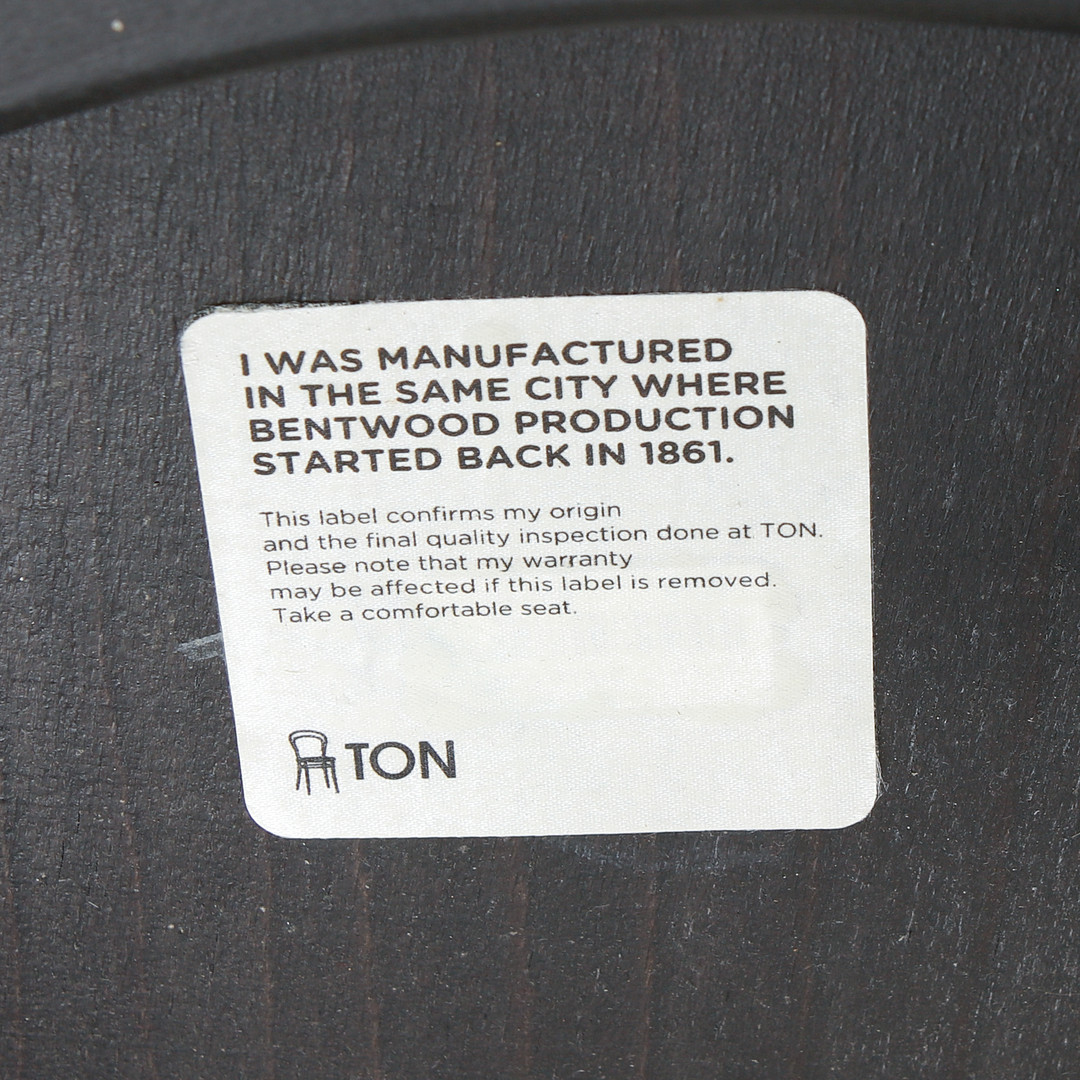 I WAS MANUFACTURED
IN THE SAME CITY WHERE
BENTWOOD PRODUCTION
STARTED BACK IN 1861.
This label confirms my origin
and the final quality inspection done at TON.
Please note that my warranty
may be affected if this label is removed.
Take a comfortable seat.
TON